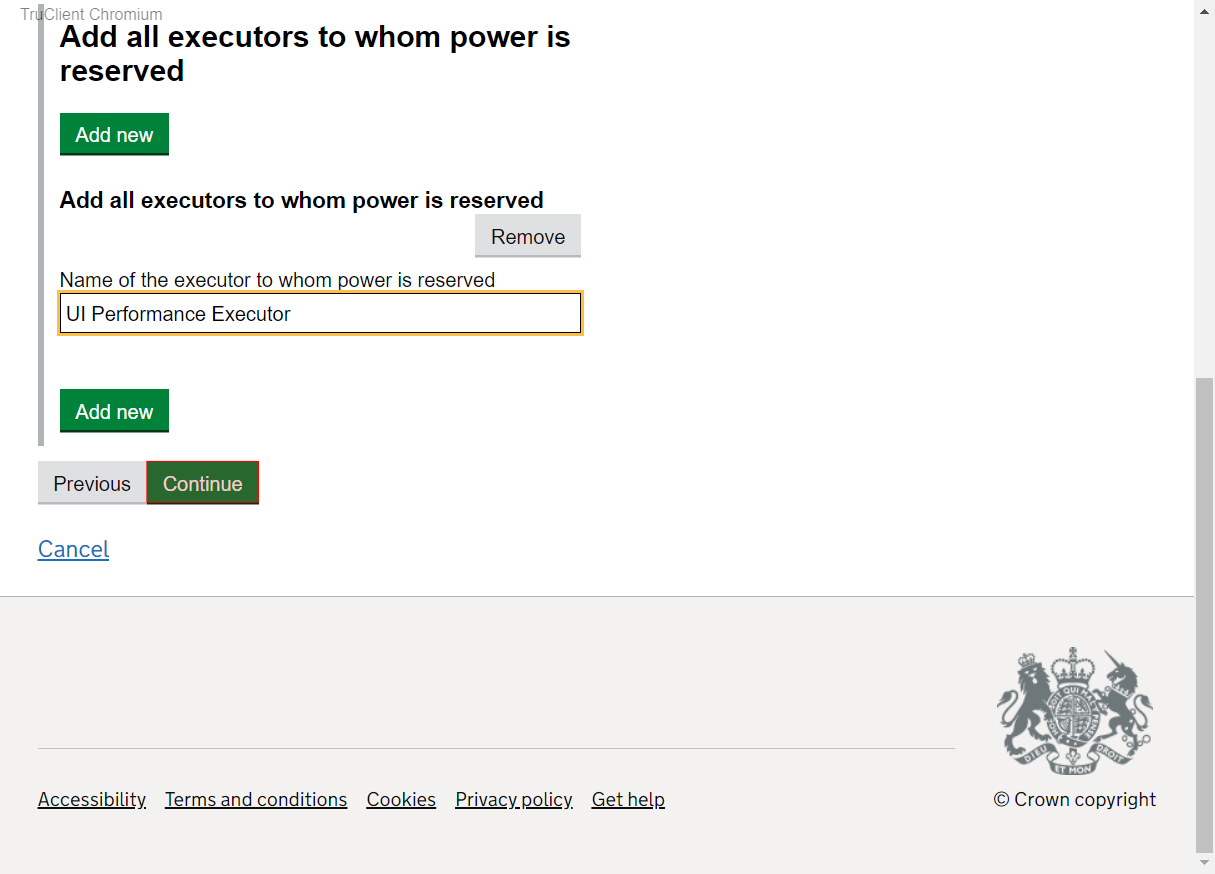 TruClient Chromium
Add all executors to whom power is
reserved
Add new
Add all executors to whom power is reserved
Remove
Name of the executor to whom power is reserved
UI Performance Executor
Add new
Previous Continue
Cancel
DIEU ET MON DROIT
Accessibility Terms and conditions Cookies Privacy policy Get help © Crown copyright